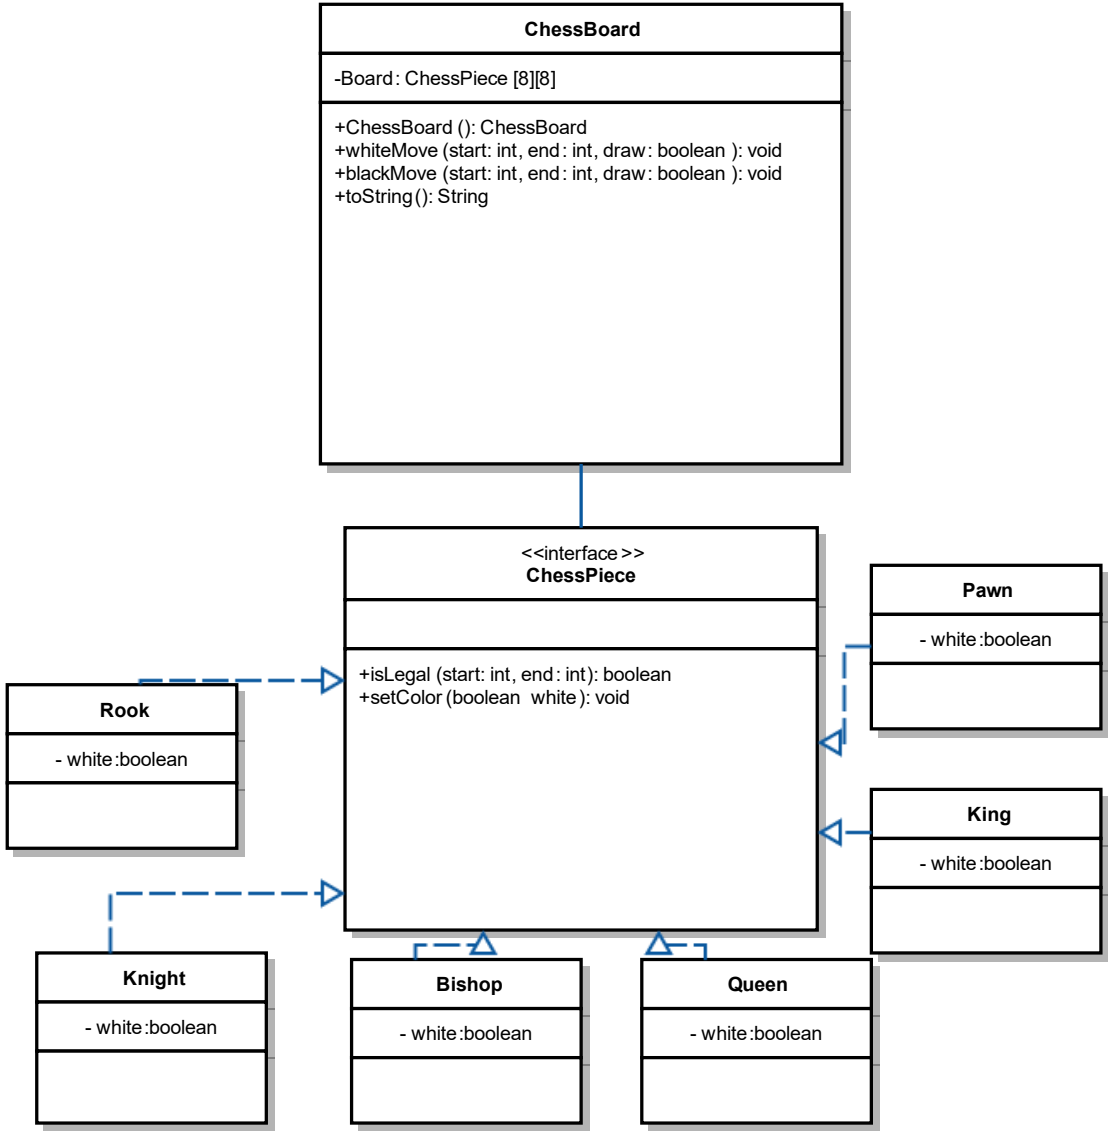 ChessBoard
-Board: ChessPiece [8][8]
+ChessBoard (): ChessBoard
+whiteMove (start: int, end: int, draw: boolean ): void
+blackMove (start: int, end: int, draw: boolean ): void
+toString(): String
<<interface>>
ChessPiece
+isLegal (start: int, end: int): boolean
+setColor(boolean white): void
Pawn
- white:boolean
Rook
- white:boolean
King
- white:boolean
Knight
- white:boolean
Bishop
- white:boolean
Queen
- white:boolean